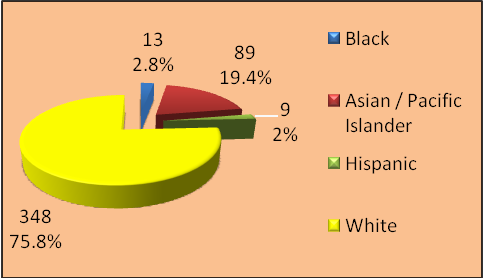 13
2.8%
89
19.4%
9
2%
348
75.8%
Black
Asian / Pacific
Islander
Hispanic
White